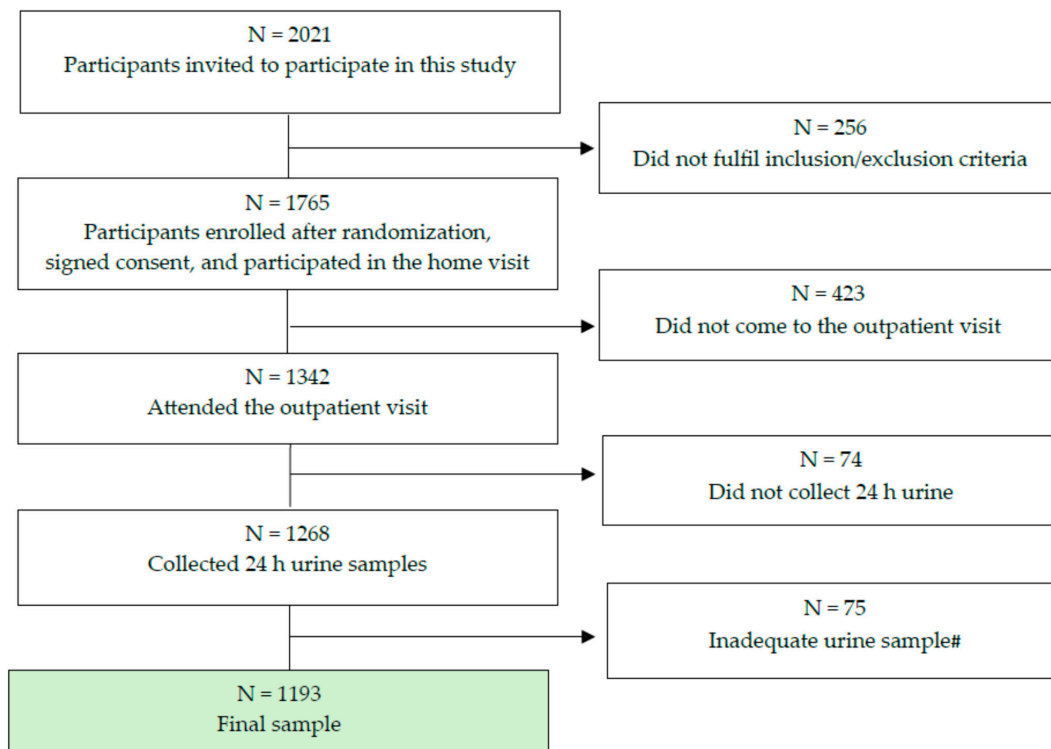 N = 2021
Participants invited to participate in this study
N = 256
Did not fulfil inclusion/exclusion criteria
N = 1765
Participants enrolled after randomization,
signed consent, and participated in the home visit
N = 423
Did not come to the outpatient visit
N = 1342
Attended the outpatient visit
N = 74
Did not collect 24 h urine
N = 1268
Collected 24 h urine samples
N = 75
Inadequate urine sample#
N = 1193
Final sample